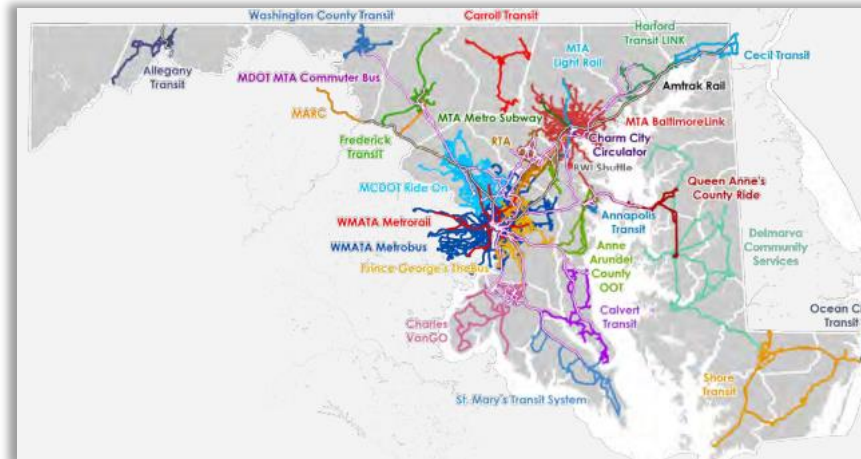 Washington County Transit
Carroll Transit
Harford
Transit LINK
MTA
Light Rail
Cecil Transit
Allegany
Transit
MDOT MTA Commuter Bus
Amtrak Rail
MARC
MTA Metro Subway
MTA BaltimoreLink
Frederick
Transit
RTA
Charm City
Circulator
BWI Shuttle
MCDOT Ride On
Queen Anne's
County Ride
WMATA Metrorail
Annapolis
Transit
Delmarva
Community
Services
WMATA Metrobus
Anne
Arundel
County
OOT
Prince George's TheBus
Calvert
Transit
Ocean C
Transit
Charles
VanGO
Shore
Transit
St. Mary's Transit System